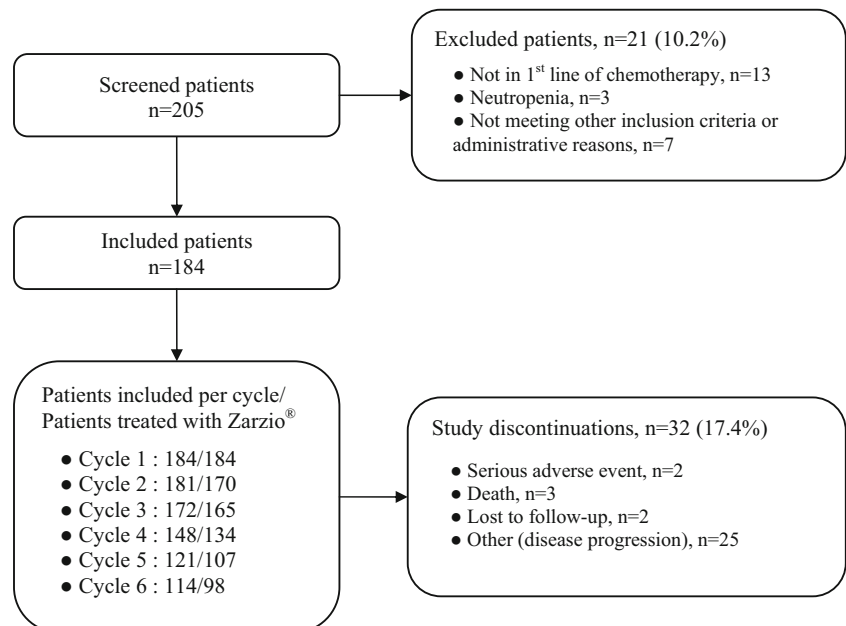 Screened patients
n=205
Excluded patients, n=21 (10.2%)
● Not in 1st line of chemotherapy, n=13
● Neutropenia, n=3
● Not meeting other inclusion criteria or
administrative reasons, n=7
Included patients
n=184
Patients included per cycle/
Patients treated with Zarzio®
● Cycle 1 : 184/184
● Cycle 2 : 181/170
● Cycle 3 : 172/165
● Cycle 4 : 148/134
● Cycle 5 : 121/107
● Cycle 6 : 114/98
Study discontinuations, n=32 (17.4%)
● Serious adverse event, n=2
● Death, n=3
● Lost to follow-up, n=2
● Other (disease progression), n=25